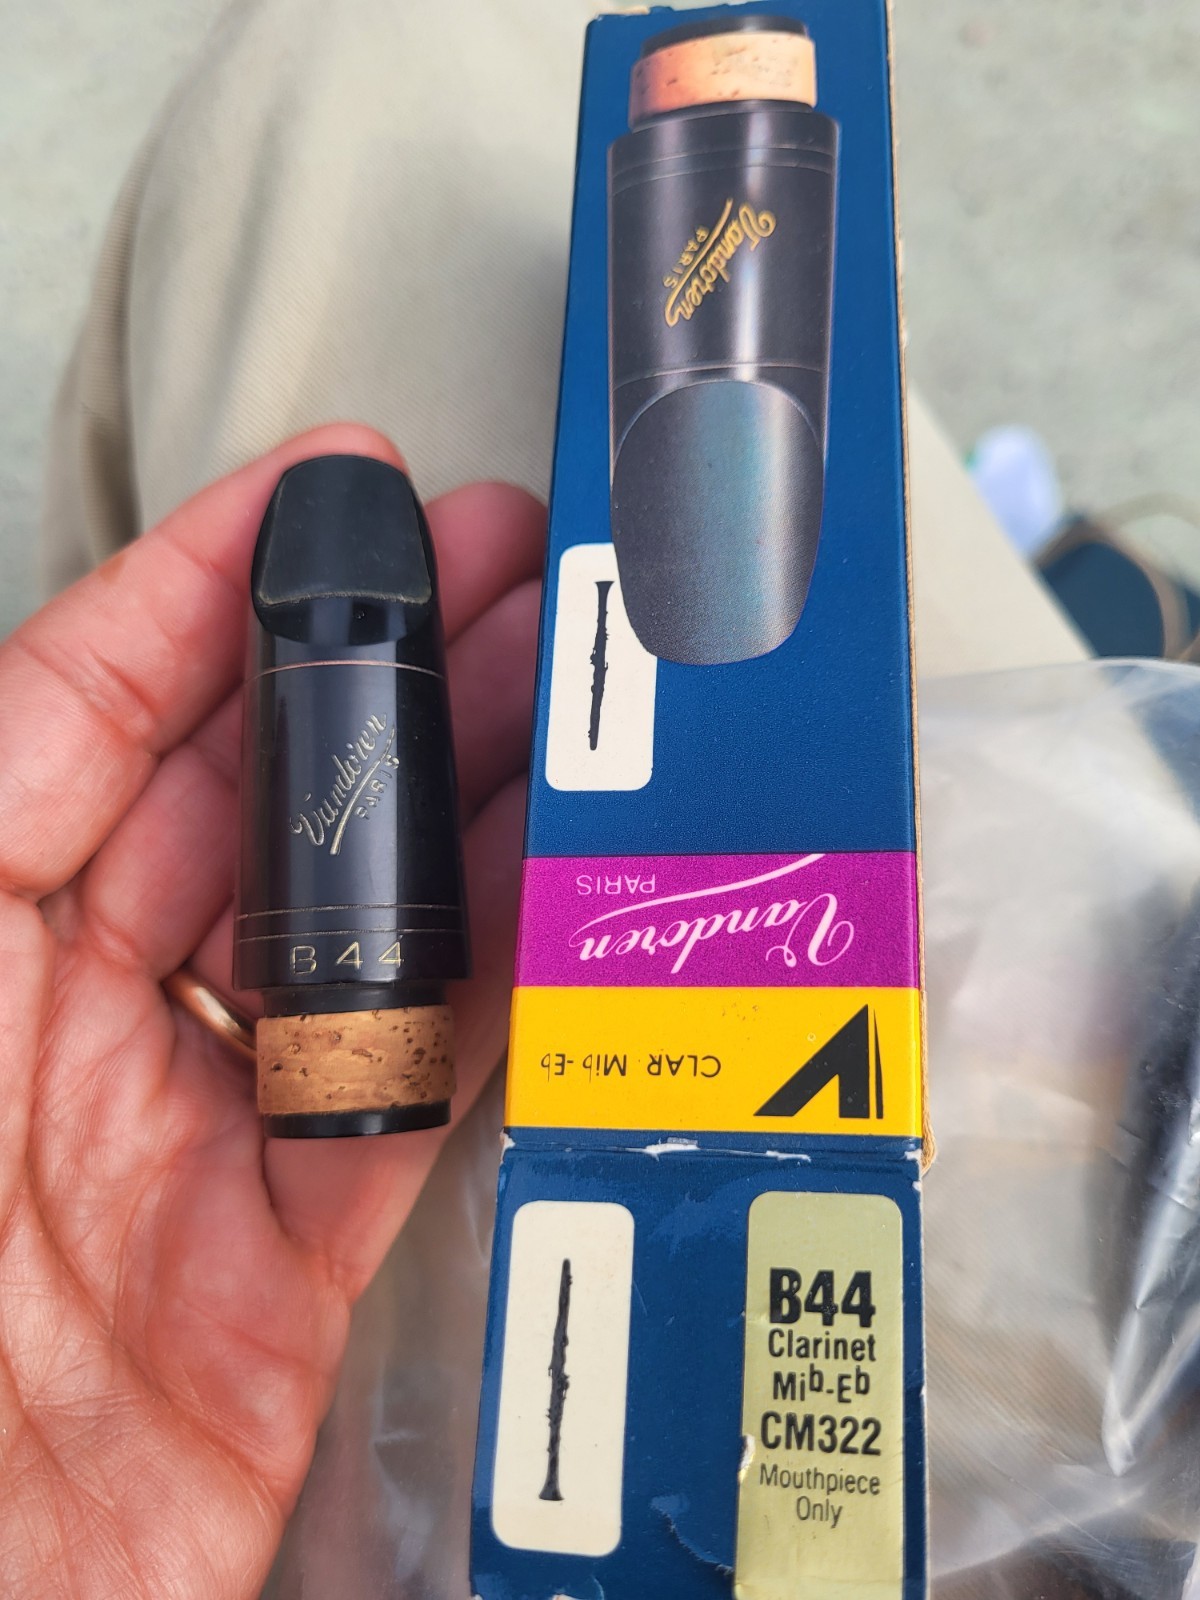 Vandoren
PARIS
B44
Vandoren
PARIS
Vandoren
PARIS
CLAR Mib-Eb
B44
Clarinet
Mib-Eb
CM322
Mouthpiece
Only